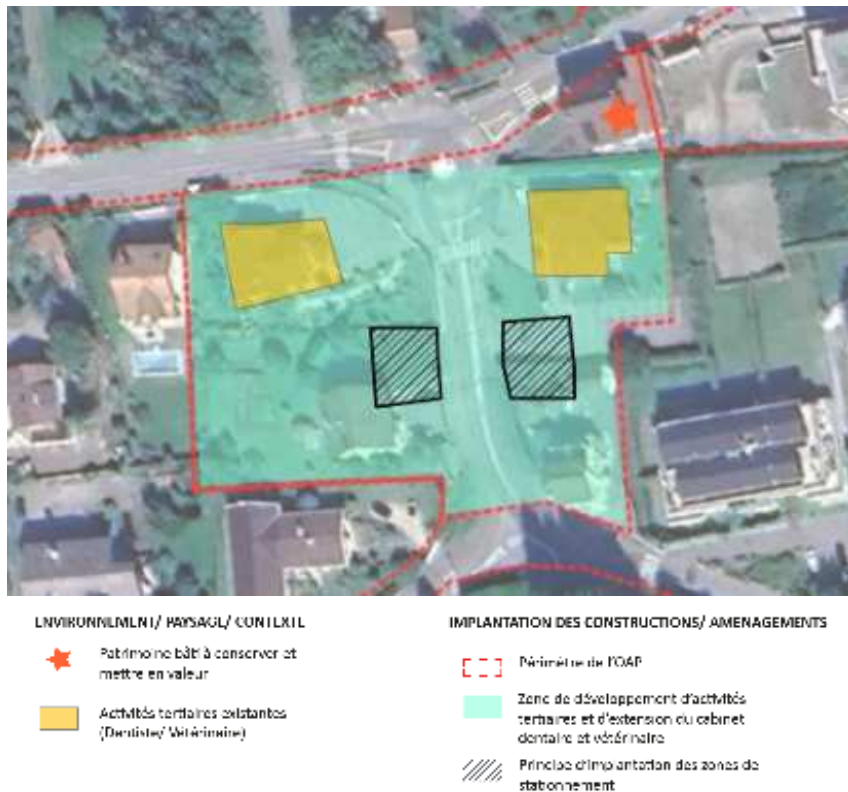 ENVIRONNEMENT/ PAYSAGE/ CONTEXTE
Patrimoine bâti à conserver et
mettre en valeur
Activités tertiaires existantes
(Dentiste/ Vétérinaire)
IMPLANTATION DES CONSTRUCTIONS/ AMENAGEMENTS
Périmètre de l'OAP
Zone de développement d'activités
tertiaires et d'extension du cabinet
dentaire et vétérinaire
Principe d'implantation des zones de
stationnement